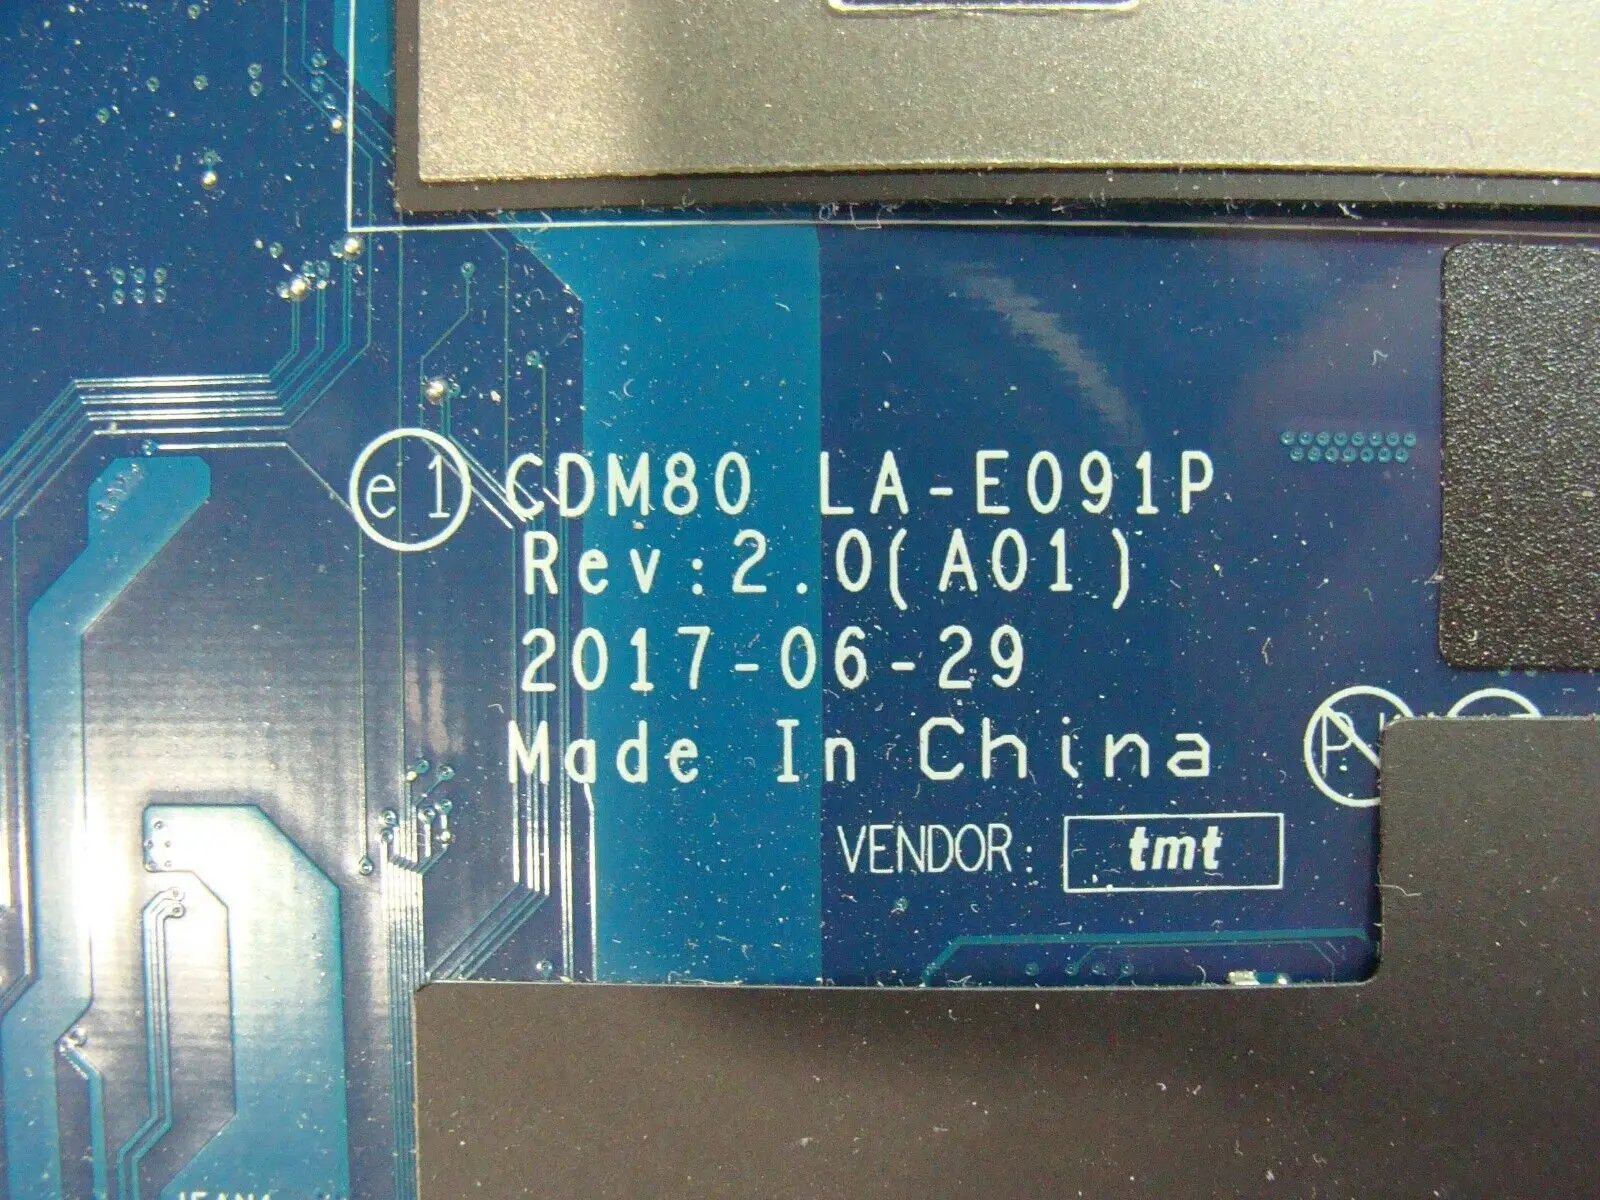 e1 CDM80 LA-E091P
Rev:2.0(A01)
2017-06-29
Made In China
VENDOR: tmt